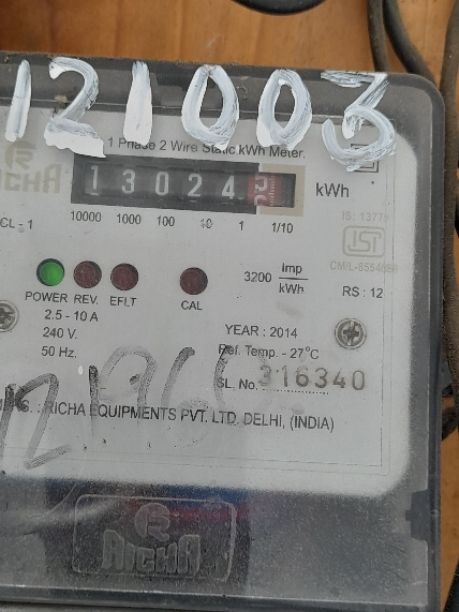 121003
1 Phase 2 Wire Static kWh Meter.
RICHA
13024 kWh
CL - 1 10000 1000 100 10 1 1/10
IS: 13779
3200 imp/kWh
CM/L-
POWER REV. EFLT CAL RS : 12
2.5 - 10 A
240 V.
50 Hz.
YEAR : 2014
Ref. Temp. - 27°C
SL. No. 316340
RICHA EQUIPMENTS PVT. LTD. DELHI, (INDIA)
RICHA